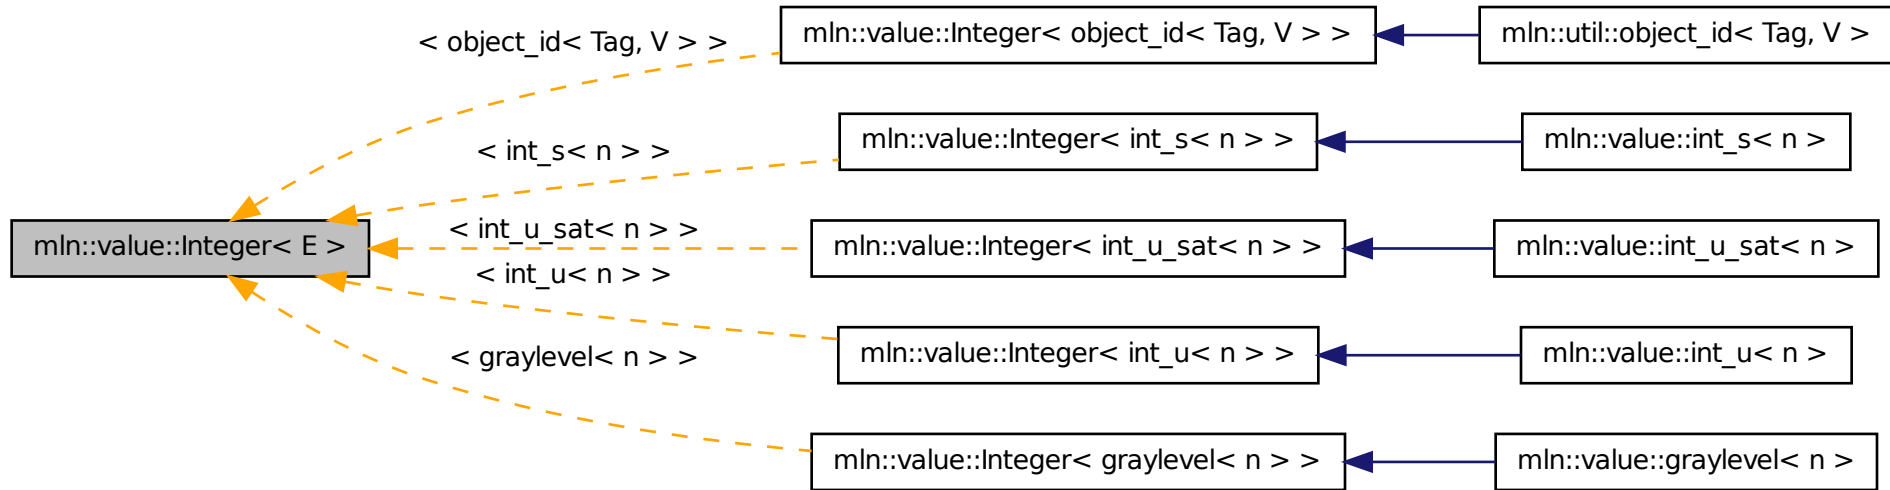 < object_id< Tag, V > >
mln::value::Integer< object_id< Tag, V > >
mln::util::object_id< Tag, V >
< int_s< n > >
mln::value::Integer< int_s< n > >
mln::value::int_s< n >
mln::value::Integer< E >
< int_u_sat< n > >
mln::value::Integer< int_u_sat< n > >
mln::value::int_u_sat< n >
< int_u< n > >
mln::value::Integer< int_u< n > >
mln::value::int_u< n >
< graylevel< n > >
mln::value::Integer< graylevel< n > >
mln::value::graylevel< n >